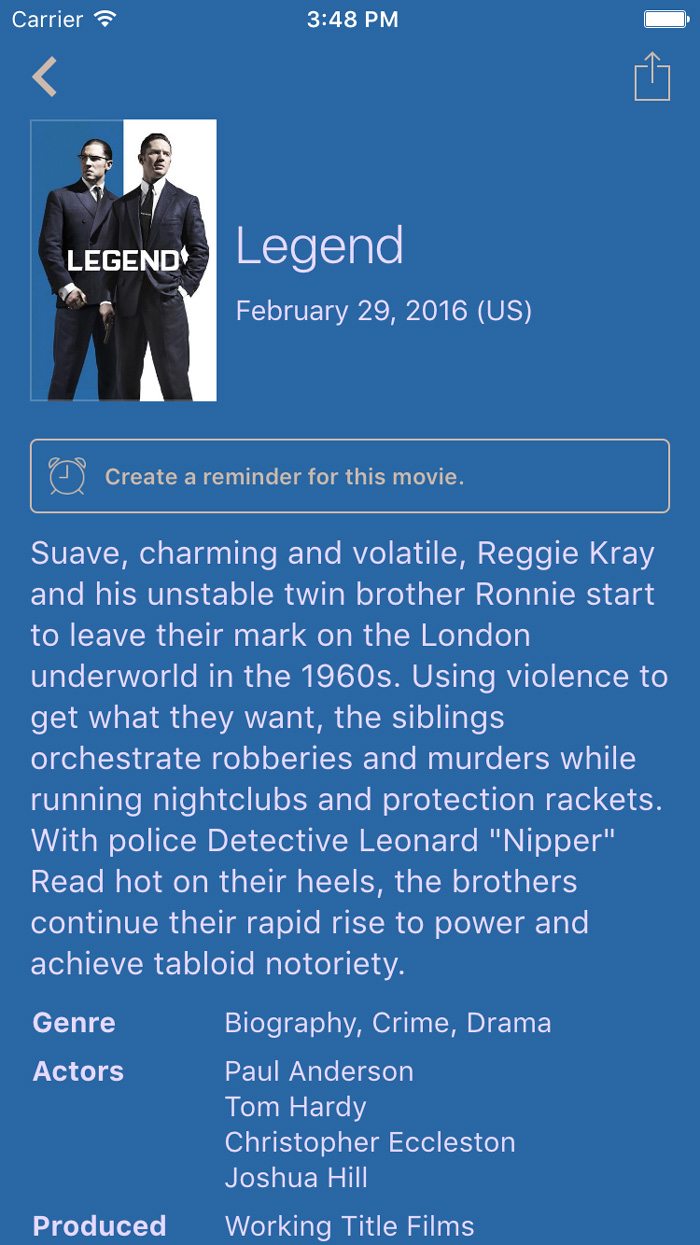 Carrier 3:48 PM
LEGEND
Legend
February 29, 2016 (US)
Create a reminder for this movie.
Suave, charming and volatile, Reggie Kray
and his unstable twin brother Ronnie start
to leave their mark on the London
underworld in the 1960s. Using violence to
get what they want, the siblings
orchestrate robberies and murders while
running nightclubs and protection rackets.
With police Detective Leonard "Nipper"
Read hot on their heels, the brothers
continue their rapid rise to power and
achieve tabloid notoriety.
Genre Biography, Crime, Drama
Actors Paul Anderson
Tom Hardy
Christopher Eccleston
Joshua Hill
Produced Working Title Films